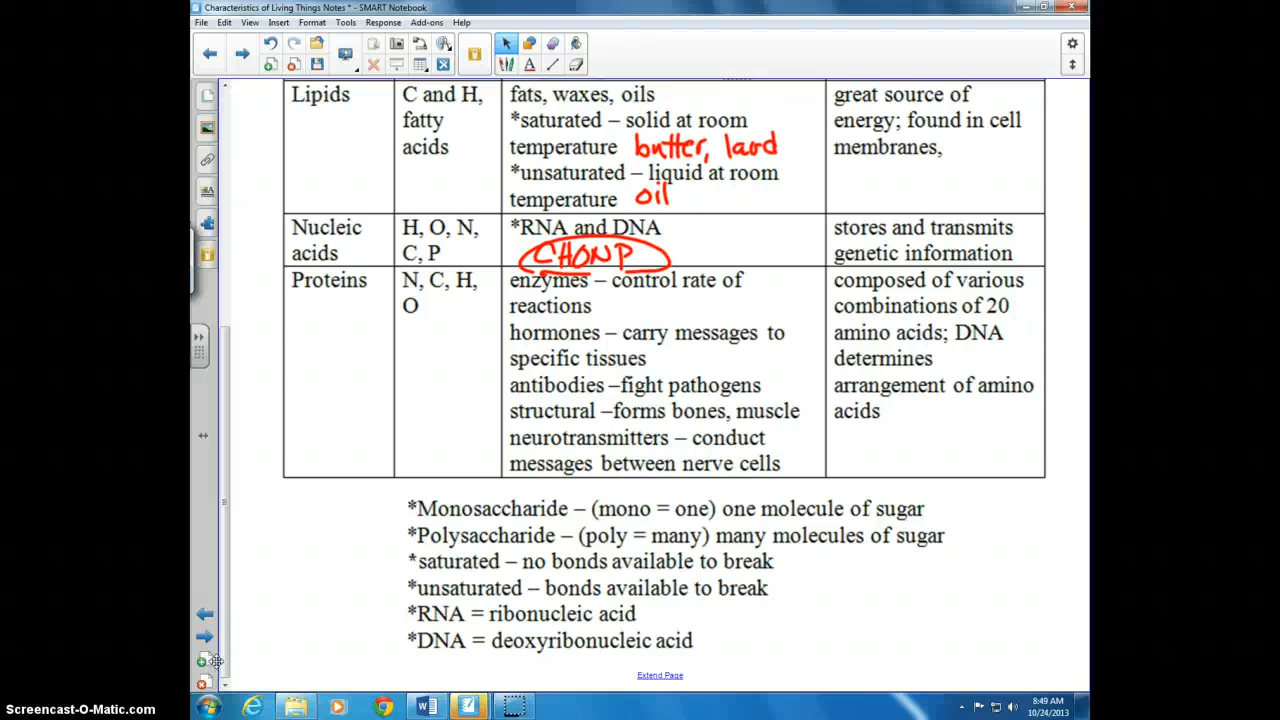 Characteristics of Living Things Notes * - SMART Notebook
File Edit View Insert Format Tools Response Add-ons Help
Lipids
C and H,
fatty
acids
fats, waxes, oils
*saturated – solid at room
temperature butter, lard
*unsaturated – liquid at room
temperature oil
great source of
energy; found in cell
membranes,
Nucleic
acids
H, O, N,
C, P
*RNA and DNA
CHONP
stores and transmits
genetic information
Proteins
N, C, H,
O
enzymes – control rate of
reactions
hormones – carry messages to
specific tissues
antibodies –fight pathogens
structural –forms bones, muscle
neurotransmitters – conduct
messages between nerve cells
composed of various
combinations of 20
amino acids; DNA
determines
arrangement of amino
acids
*Monosaccharide – (mono = one) one molecule of sugar
*Polysaccharide – (poly = many) many molecules of sugar
*saturated – no bonds available to break
*unsaturated – bonds available to break
*RNA = ribonucleic acid
*DNA = deoxyribonucleic acid
Extend Page
8:49 AM
10/24/2013
Screencast-O-Matic.com